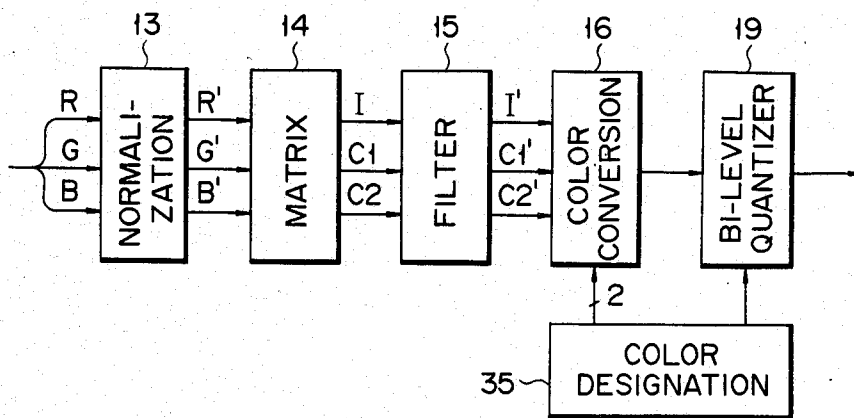 13
14
15
16
19
R
G
B
NORMALI-
ZATION
R'
G'
B'
MATRIX
I
C1
C2
FILTER
I'
C1'
C2'
COLOR
CONVERSION
BI-LEVEL
QUANTIZER
2
35
COLOR
DESIGNATION